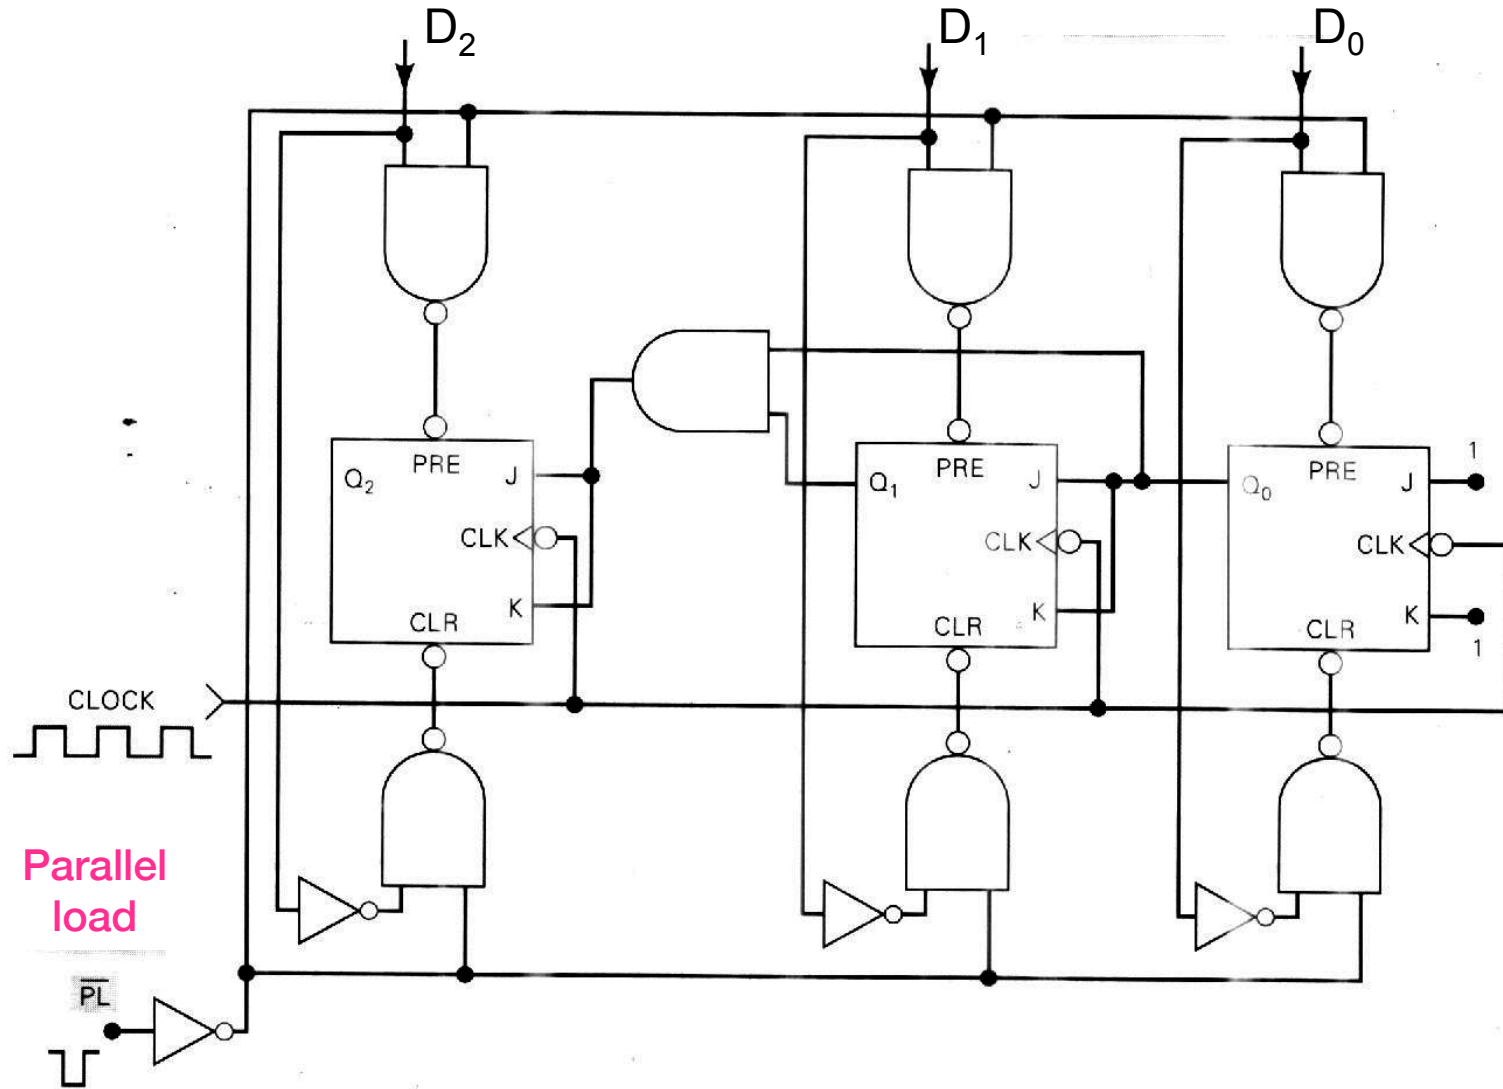 D2 D1 D0
PRE PRE PRE
Q2 J Q1 J Q0 J 1
CLK CLK CLK
K K K 1
CLR CLR CLR
CLOCK
Parallel
load
P̅L̅